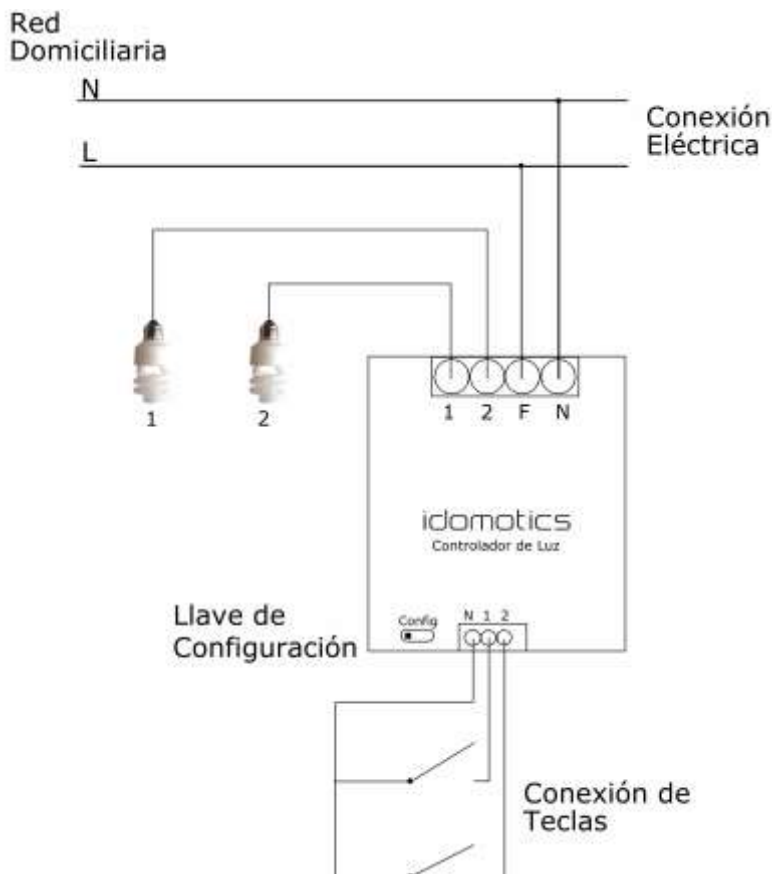 Red
Domiciliaria
N
L
Conexión
Eléctrica
1
2
1 2 F N
idomotics
Controlador de Luz
Llave de
Configuración
Config
N 1 2
Conexión de
Teclas